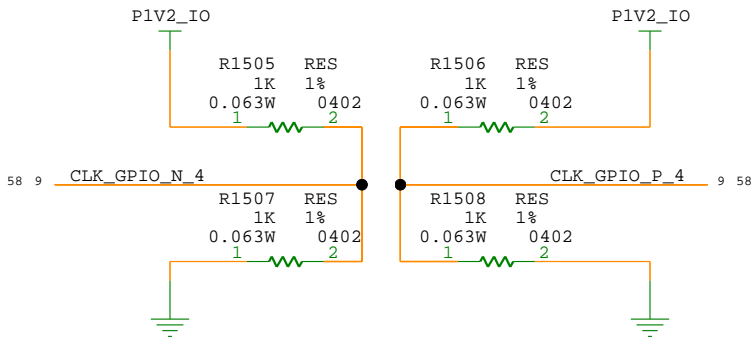 P1V2_IO P1V2_IO
R1505 RES R1506 RES
1K 1% 1K 1%
0.063W 0402 0.063W 0402
1 2 1 2
58 9 CLK_GPIO_N_4 CLK_GPIO_P_4 9 58
R1507 RES R1508 RES
1K 1% 1K 1%
0.063W 0402 0.063W 0402
1 2 1 2